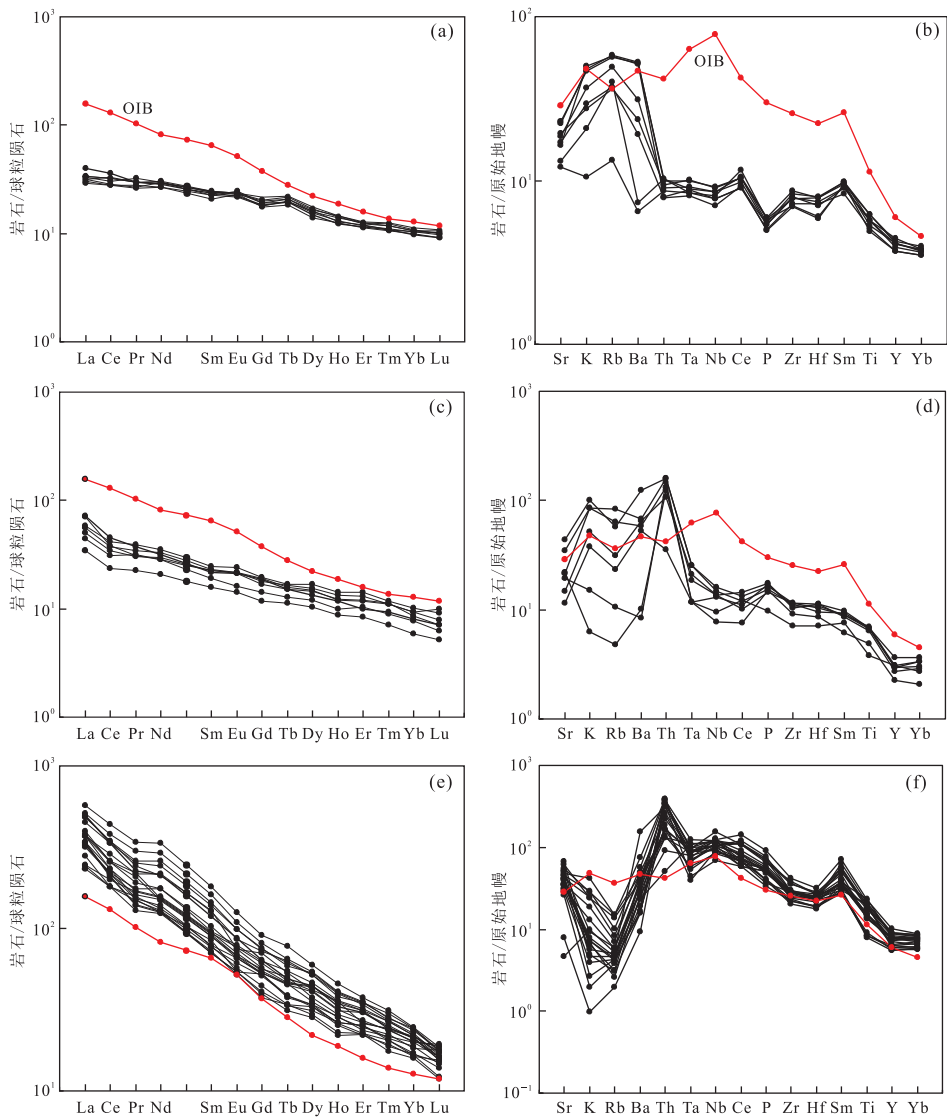 (a)
10³
10²
10¹
10⁰
岩石/球粒陨石
OIB
La Ce Pr Nd Sm Eu Gd Tb Dy Ho Er Tm Yb Lu
(b)
10²
10¹
10⁰
岩石/原始地幔
OIB
Sr K Rb Ba Th Ta Nb Ce P Zr Hf Sm Ti Y Yb
(c)
10³
10²
10¹
10⁰
岩石/球粒陨石
La Ce Pr Nd Sm Eu Gd Tb Dy Ho Er Tm Yb Lu
(d)
10³
10²
10¹
10⁰
岩石/原始地幔
Sr K Rb Ba Th Ta Nb Ce P Zr Hf Sm Ti Y Yb
(e)
10³
10²
10¹
岩石/球粒陨石
La Ce Pr Nd Sm Eu Gd Tb Dy Ho Er Tm Yb Lu
(f)
10³
10²
10¹
10⁰
10⁻¹
岩石/原始地幔
Sr K Rb Ba Th Ta Nb Ce P Zr Hf Sm Ti Y Yb